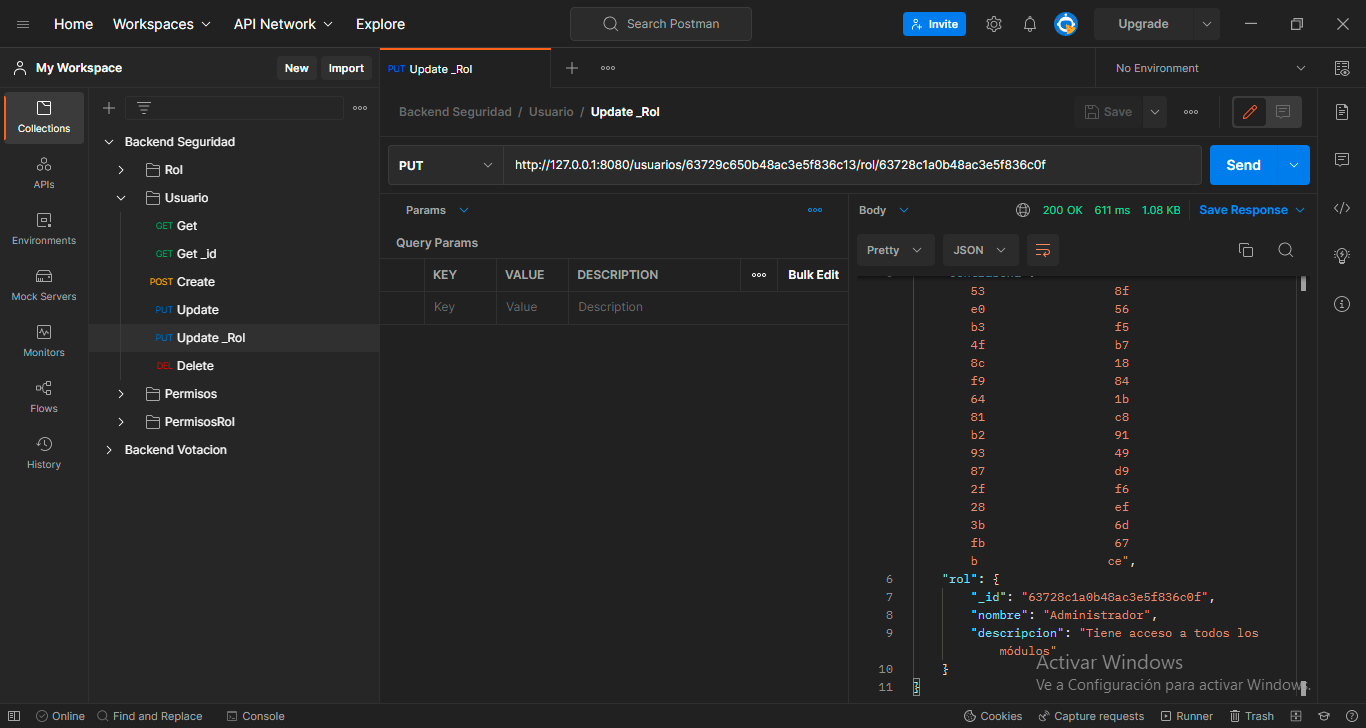 Home Workspaces API Network Explore Search Postman Invite Upgrade
My Workspace New Import PUT Update _Rol No Environment
Collections
APIs
Environments
Mock Servers
Monitors
Flows
History
Backend Seguridad
Rol
Usuario
GET Get
GET Get _id
POST Create
PUT Update
PUT Update _Rol
DEL Delete
Permisos
PermisosRol
Backend Votacion
Backend Seguridad / Usuario / Update _Rol Save
PUT http://127.0.0.1:8080/usuarios/63729c650b48ac3e5f836c13/rol/63728c1a0b48ac3e5f836c0f Send
Params
Query Params
KEY VALUE DESCRIPTION Bulk Edit
Key Value Description
Body 200 OK 611 ms 1.08 KB Save Response
Pretty JSON
53 8f
e0 56
b3 f5
4f b7
8c 18
f9 84
64 1b
81 c8
b2 91
93 49
87 d9
2f f6
28 ef
3b 6d
fb 67
b ce",
6 "rol": {
7 "_id": "63728c1a0b48ac3e5f836c0f",
8 "nombre": "Administrador",
9 "descripcion": "Tiene acceso a todos los
módulos"
10 }
11 }
Activar Windows
Ve a Configuración para activar Windows.
Online Find and Replace Console Cookies Capture requests Runner Trash